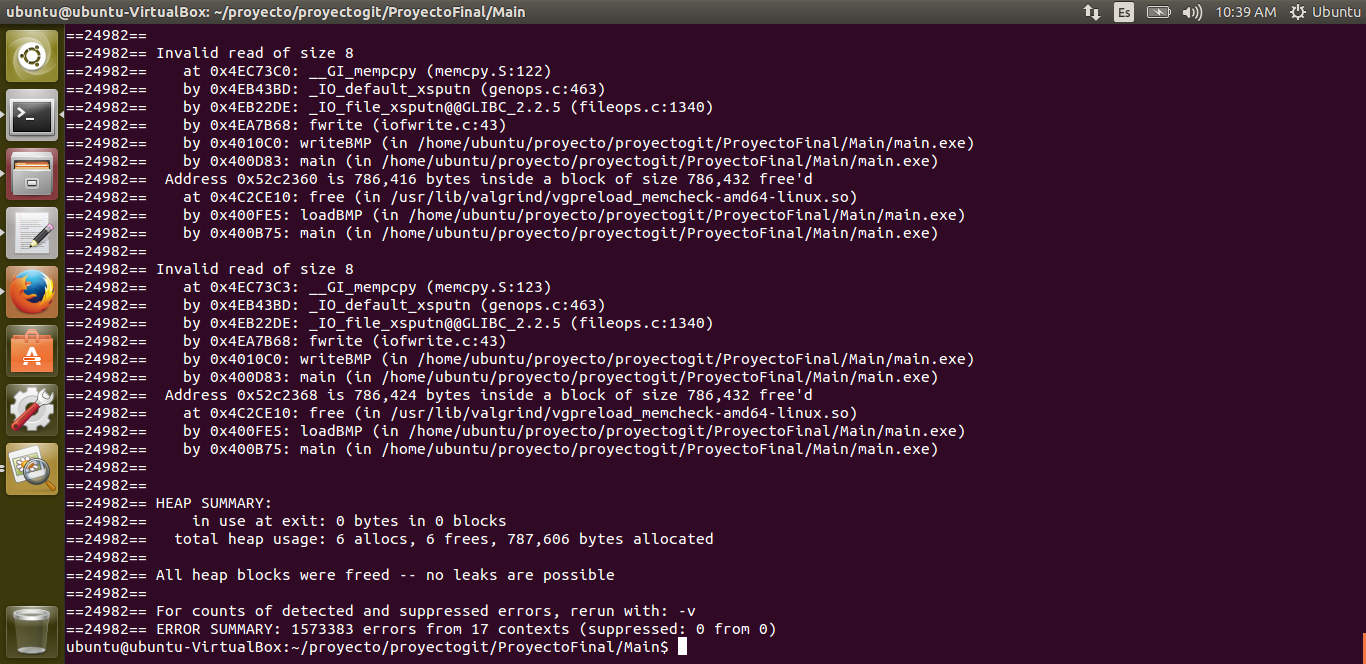 ubuntu@ubuntu-VirtualBox: ~/proyecto/proyectogit/ProyectoFinal/Main
Es 10:39 AM Ubuntu
==24982==
==24982== Invalid read of size 8
==24982==    at 0x4EC73C0: __GI_mempcpy (memcpy.S:122)
==24982==    by 0x4EB43BD: _IO_default_xsputn (genops.c:463)
==24982==    by 0x4EB22DE: _IO_file_xsputn@@GLIBC_2.2.5 (fileops.c:1340)
==24982==    by 0x4EA7B68: fwrite (iofwrite.c:43)
==24982==    by 0x4010C0: writeBMP (in /home/ubuntu/proyecto/proyectogit/ProyectoFinal/Main/main.exe)
==24982==    by 0x400D83: main (in /home/ubuntu/proyecto/proyectogit/ProyectoFinal/Main/main.exe)
==24982==  Address 0x52c2360 is 786,416 bytes inside a block of size 786,432 free'd
==24982==    at 0x4C2CE10: free (in /usr/lib/valgrind/vgpreload_memcheck-amd64-linux.so)
==24982==    by 0x400FE5: loadBMP (in /home/ubuntu/proyecto/proyectogit/ProyectoFinal/Main/main.exe)
==24982==    by 0x400B75: main (in /home/ubuntu/proyecto/proyectogit/ProyectoFinal/Main/main.exe)
==24982==
==24982== Invalid read of size 8
==24982==    at 0x4EC73C3: __GI_mempcpy (memcpy.S:123)
==24982==    by 0x4EB43BD: _IO_default_xsputn (genops.c:463)
==24982==    by 0x4EB22DE: _IO_file_xsputn@@GLIBC_2.2.5 (fileops.c:1340)
==24982==    by 0x4EA7B68: fwrite (iofwrite.c:43)
==24982==    by 0x4010C0: writeBMP (in /home/ubuntu/proyecto/proyectogit/ProyectoFinal/Main/main.exe)
==24982==    by 0x400D83: main (in /home/ubuntu/proyecto/proyectogit/ProyectoFinal/Main/main.exe)
==24982==  Address 0x52c2368 is 786,424 bytes inside a block of size 786,432 free'd
==24982==    at 0x4C2CE10: free (in /usr/lib/valgrind/vgpreload_memcheck-amd64-linux.so)
==24982==    by 0x400FE5: loadBMP (in /home/ubuntu/proyecto/proyectogit/ProyectoFinal/Main/main.exe)
==24982==    by 0x400B75: main (in /home/ubuntu/proyecto/proyectogit/ProyectoFinal/Main/main.exe)
==24982==
==24982==
==24982== HEAP SUMMARY:
==24982==     in use at exit: 0 bytes in 0 blocks
==24982==   total heap usage: 6 allocs, 6 frees, 787,606 bytes allocated
==24982==
==24982== All heap blocks were freed -- no leaks are possible
==24982==
==24982== For counts of detected and suppressed errors, rerun with: -v
==24982== ERROR SUMMARY: 1573383 errors from 17 contexts (suppressed: 0 from 0)
ubuntu@ubuntu-VirtualBox:~/proyecto/proyectogit/ProyectoFinal/Main$